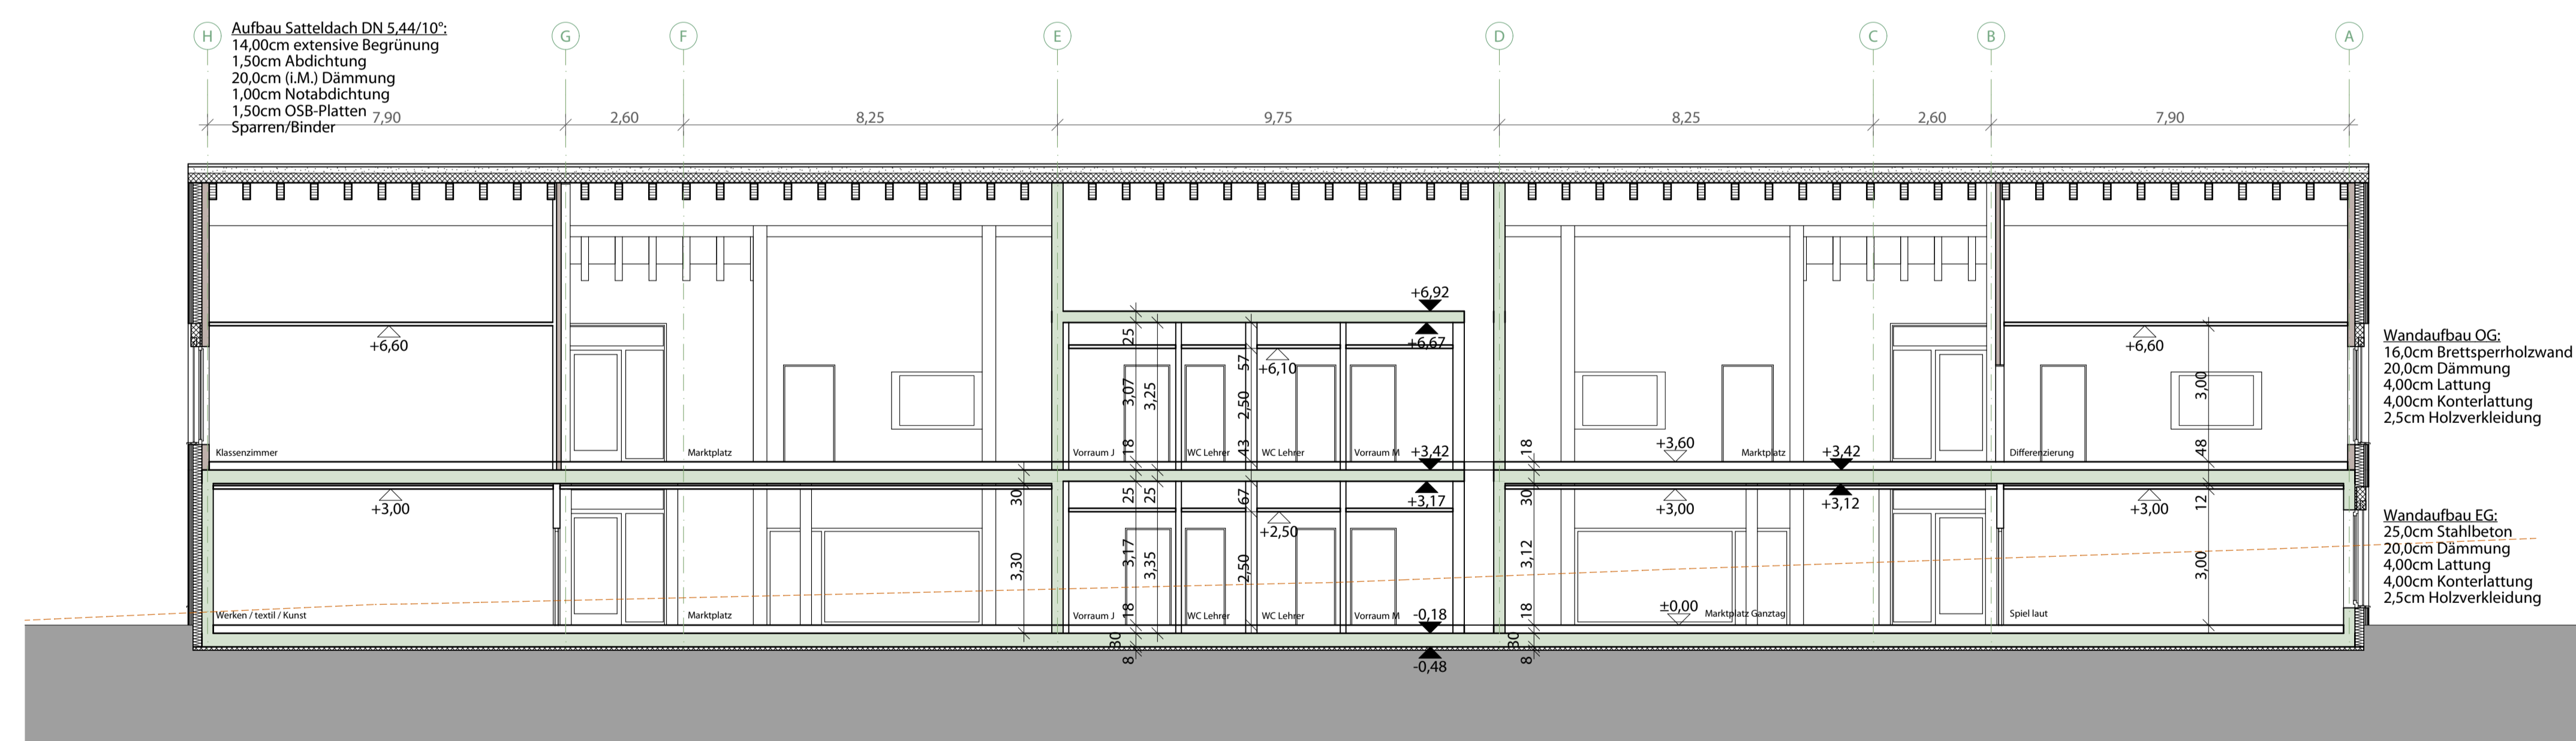 H
G
F
E
D
C
B
A
Aufbau Satteldach DN 5,44/10°:
14,00cm extensive Begrünung
1,50cm Abdichtung
20,0cm (i.M.) Dämmung
1,00cm Notabdichtung
1,50cm OSB-Platten
Sparren/Binder
7,90
2,60
8,25
9,75
8,25
2,60
7,90
+6,92
+6,67
+6,60
+6,10
+6,60
25
57
3,07
3,25
2,50
3,00
18
43
18
48
Klassenzimmer
Marktplatz
Vorraum J
WC Lehrer
WC Lehrer
Vorraum M
+3,42
+3,60
Marktplatz
+3,42
Differenzierung
Wandaufbau OG:
16,0cm Brettsperrholzwand
20,0cm Dämmung
4,00cm Lattung
4,00cm Konterlattung
2,5cm Holzverkleidung
+3,00
30
25
25
67
+3,17
30
+3,00
+3,12
+3,00
12
+2,50
3,30
3,17
3,35
2,50
3,12
3,00
18
18
Werken / textil / Kunst
Marktplatz
Vorraum J
WC Lehrer
WC Lehrer
Vorraum M
-0,18
±0,00
Marktplatz Ganztag
Spiel laut
30
8
-0,48
30
8
Wandaufbau EG:
25,0cm Stahlbeton
20,0cm Dämmung
4,00cm Lattung
4,00cm Konterlattung
2,5cm Holzverkleidung